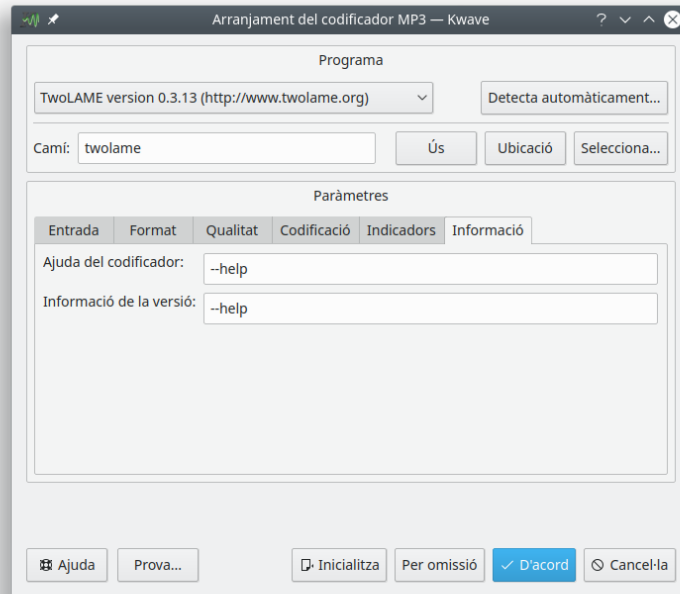 Arranjament del codificador MP3 — Kwave
Programa
TwoLAME version 0.3.13 (http://www.twolame.org)
Detecta automàticament...
Camí:
twolame
Ús
Ubicació
Selecciona...
Paràmetres
Entrada
Format
Qualitat
Codificació
Indicadors
Informació
Ajuda del codificador:
--help
Informació de la versió:
--help
Ajuda
Prova...
Inicialitza
Per omissió
D'acord
Cancel·la